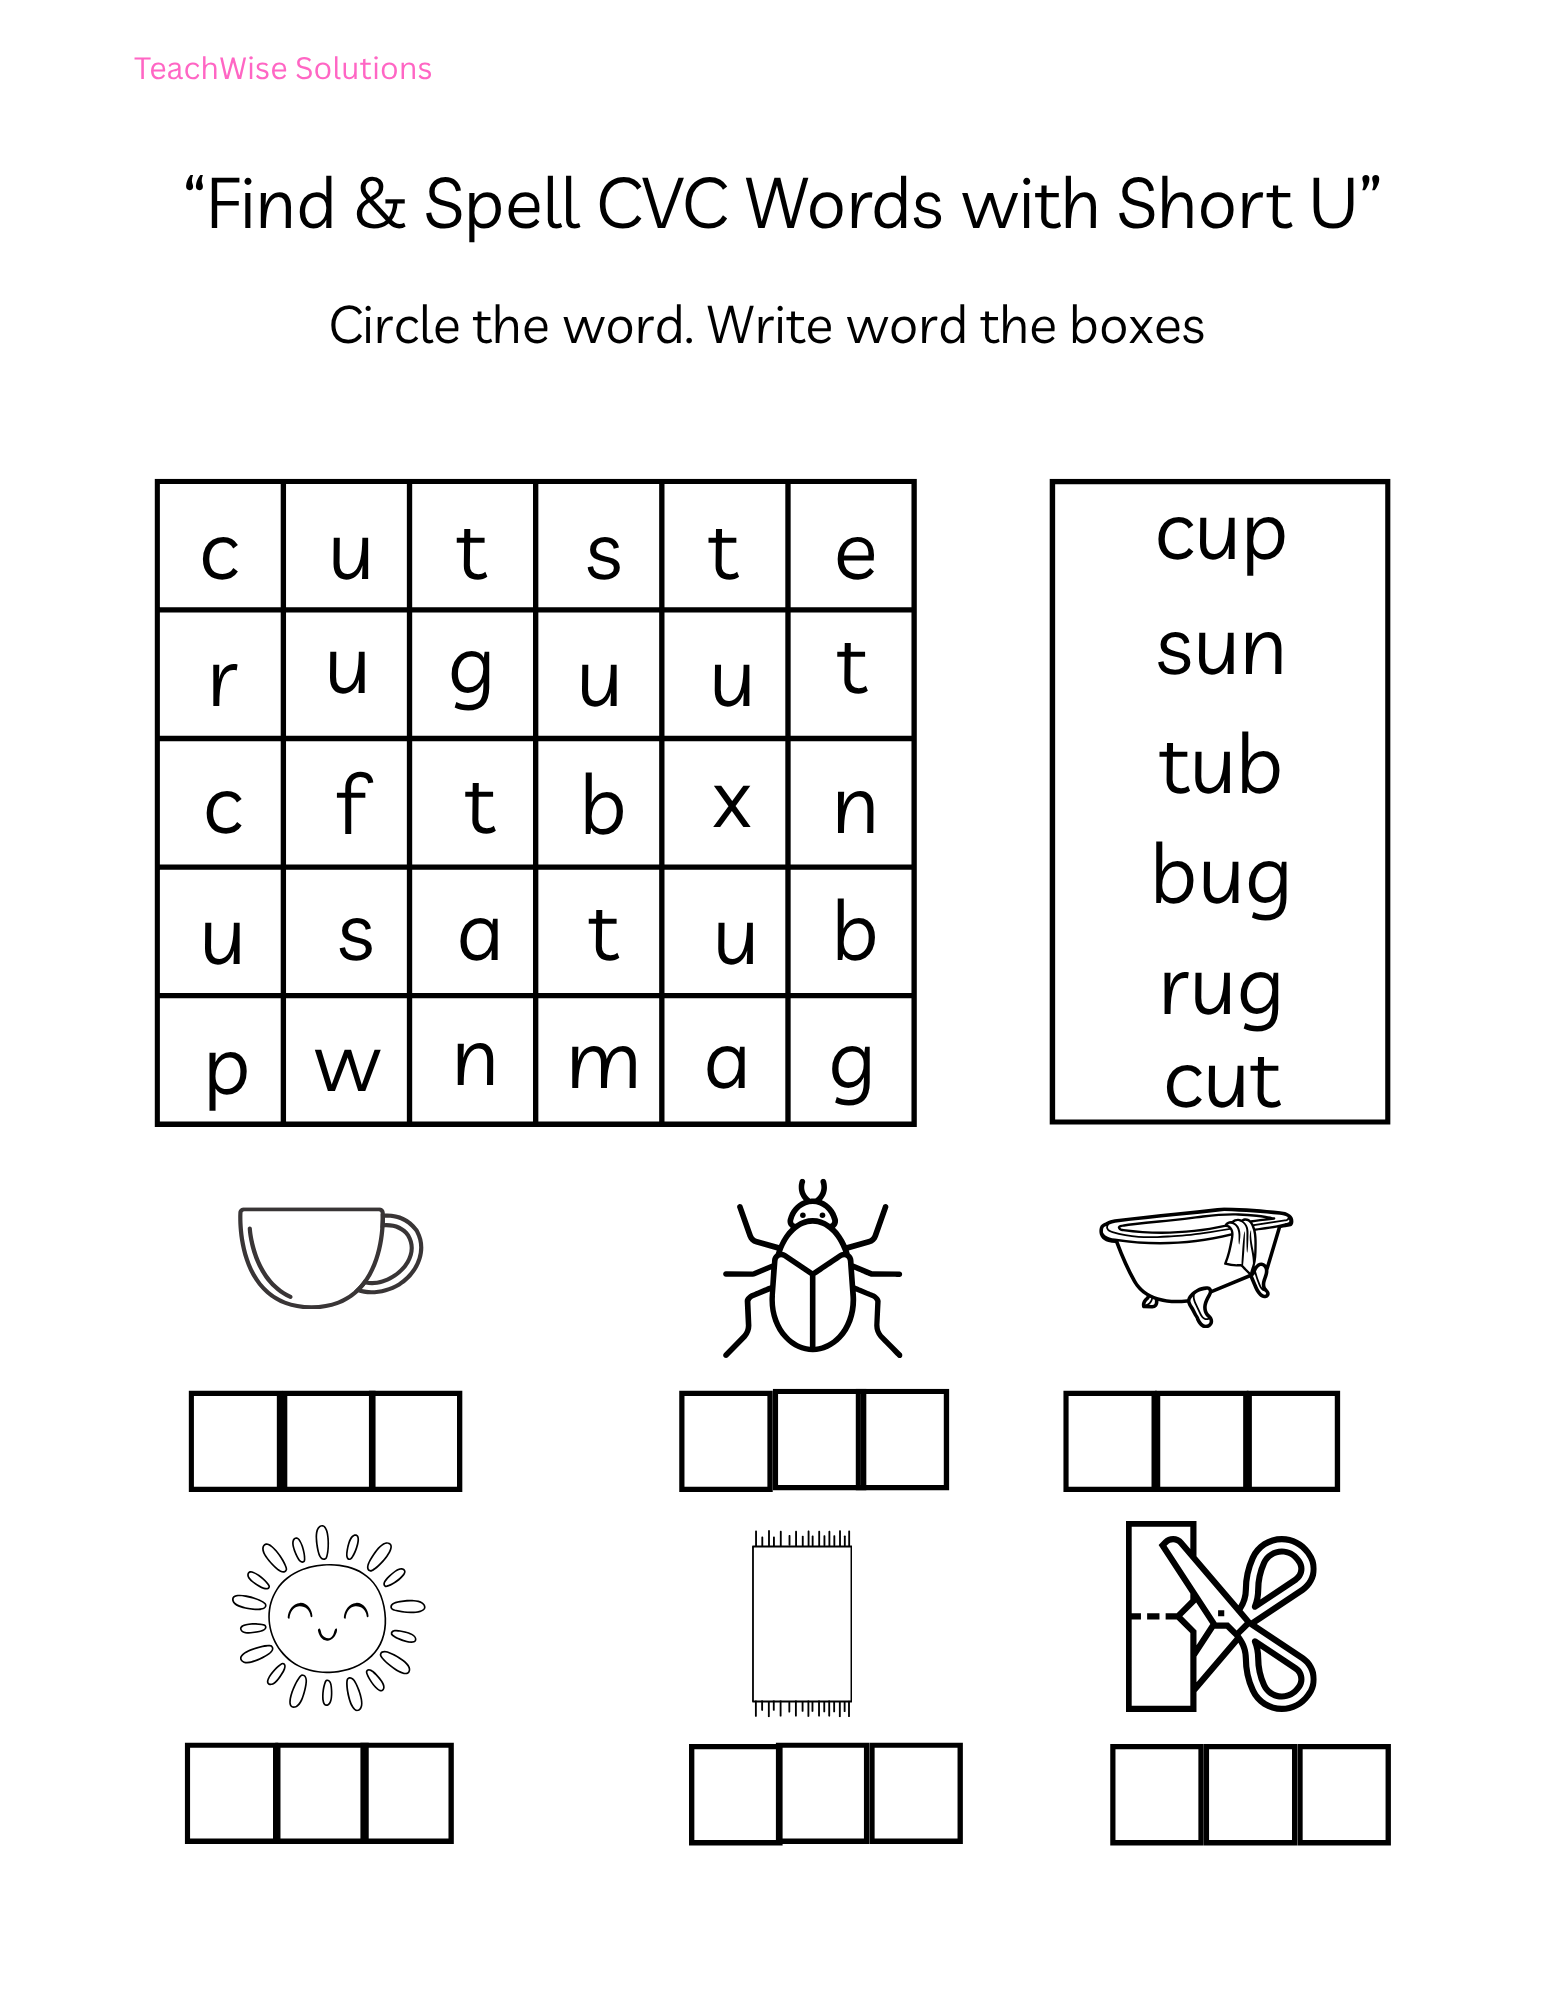 TeachWise Solutions
“Find & Spell CVC Words with Short U”
Circle the word. Write word the boxes
c u t s t e
r u g u u t
c f t b x n
u s a t u b
p w n m a g
cup
sun
tub
bug
rug
cut